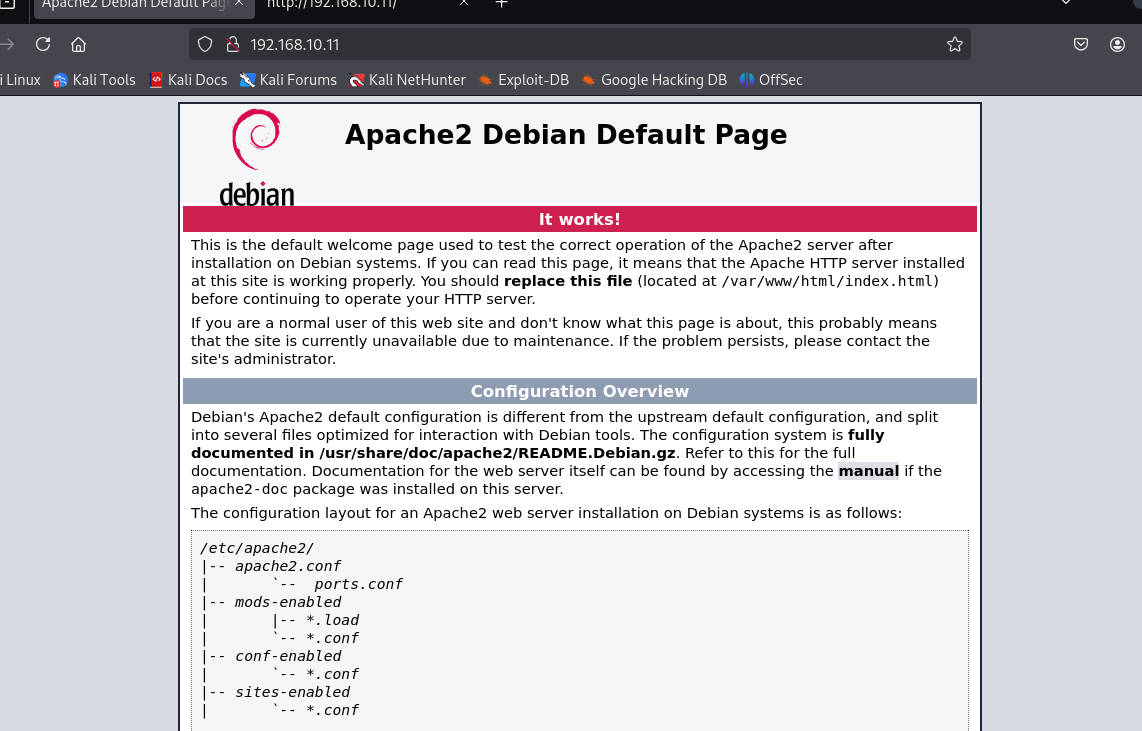 Apache2 Debian Default Pag
http://192.168.10.11/
192.168.10.11
i Linux Kali Tools Kali Docs Kali Forums Kali NetHunter Exploit-DB Google Hacking DB OffSec
debian
Apache2 Debian Default Page
It works!
This is the default welcome page used to test the correct operation of the Apache2 server after
installation on Debian systems. If you can read this page, it means that the Apache HTTP server installed
at this site is working properly. You should replace this file (located at /var/www/html/index.html)
before continuing to operate your HTTP server.
If you are a normal user of this web site and don't know what this page is about, this probably means
that the site is currently unavailable due to maintenance. If the problem persists, please contact the
site's administrator.
Configuration Overview
Debian's Apache2 default configuration is different from the upstream default configuration, and split
into several files optimized for interaction with Debian tools. The configuration system is fully
documented in /usr/share/doc/apache2/README.Debian.gz. Refer to this for the full
documentation. Documentation for the web server itself can be found by accessing the manual if the
apache2-doc package was installed on this server.
The configuration layout for an Apache2 web server installation on Debian systems is as follows:
/etc/apache2/
|-- apache2.conf
|       `--  ports.conf
|-- mods-enabled
|       |-- *.load
|       `-- *.conf
|-- conf-enabled
|       `-- *.conf
|-- sites-enabled
|       `-- *.conf